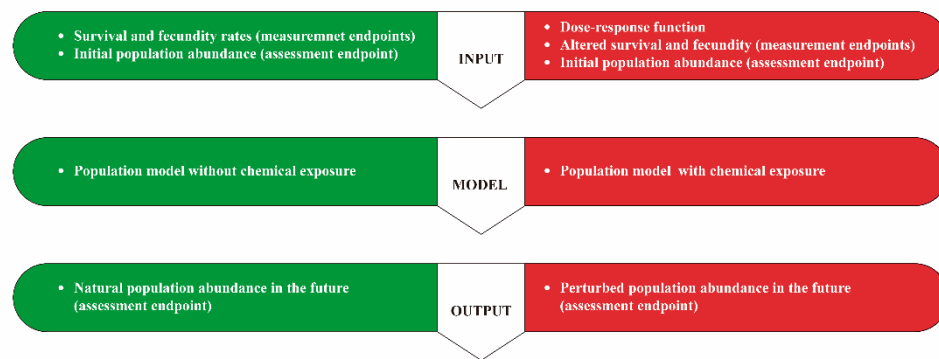 • Survival and fecundity rates (measuremnet endpoints)
• Initial population abundance (assessment endpoint)
INPUT
• Dose-response function
• Altered survival and fecundity (measurement endpoints)
• Initial population abundance (assessment endpoint)
• Population model without chemical exposure
MODEL
• Population model with chemical exposure
• Natural population abundance in the future
(assessment endpoint)
OUTPUT
• Perturbed population abundance in the future
(assessment endpoint)